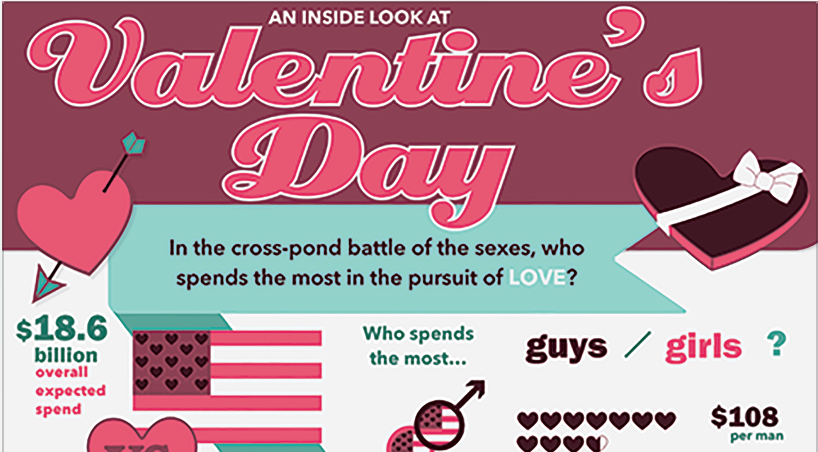 AN INSIDE LOOK AT
Valentine's
Day
In the cross-pond battle of the sexes, who
spends the most in the pursuit of LOVE?
$18.6
billion
overall
expected
spend
US
Who spends
the most...
guys / girls ?
$108
per man